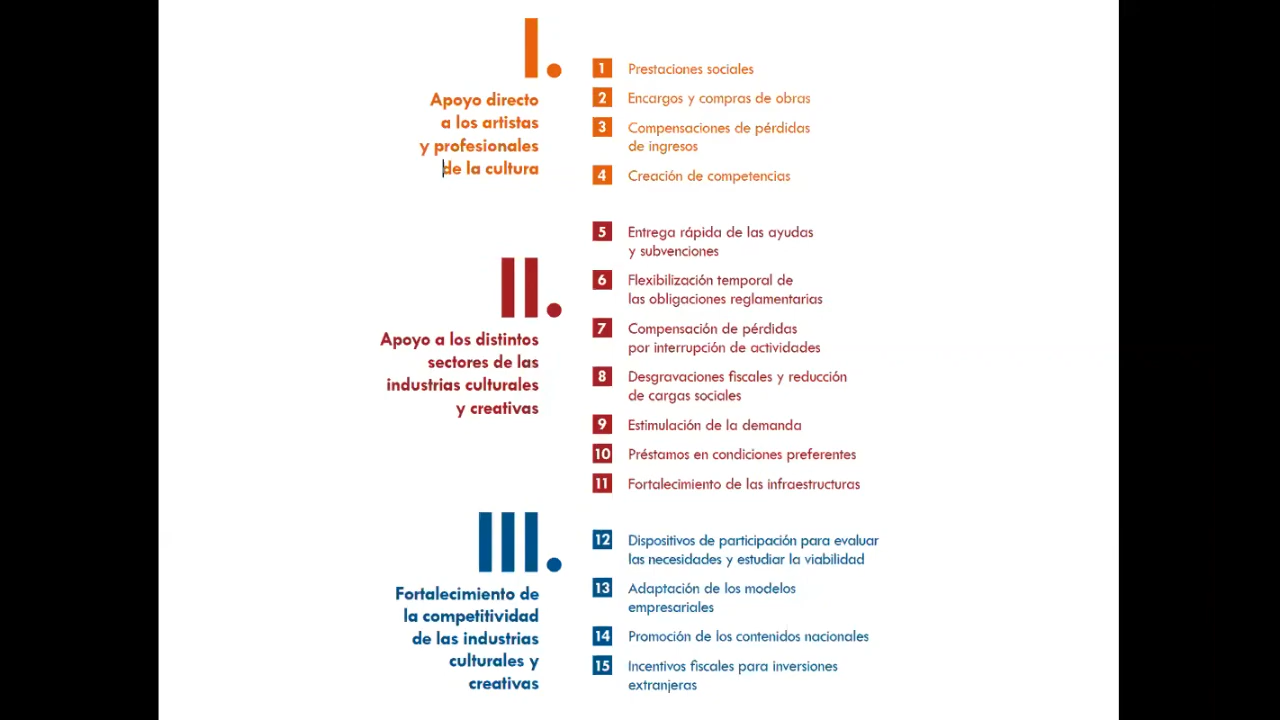 I.
Apoyo directo
a los artistas
y profesionales
de la cultura
1 Prestaciones sociales
2 Encargos y compras de obras
3 Compensaciones de pérdidas
de ingresos
4 Creación de competencias
II.
Apoyo a los distintos
sectores de las
industrias culturales
y creativas
5 Entrega rápida de las ayudas
y subvenciones
6 Flexibilización temporal de
las obligaciones reglamentarias
7 Compensación de pérdidas
por interrupción de actividades
8 Desgravaciones fiscales y reducción
de cargas sociales
9 Estimulación de la demanda
10 Préstamos en condiciones preferentes
11 Fortalecimiento de las infraestructuras
III.
Fortalecimiento de
la competitividad
de las industrias
culturales y
creativas
12 Dispositivos de participación para evaluar
las necesidades y estudiar la viabilidad
13 Adaptación de los modelos
empresariales
14 Promoción de los contenidos nacionales
15 Incentivos fiscales para inversiones
extranjeras